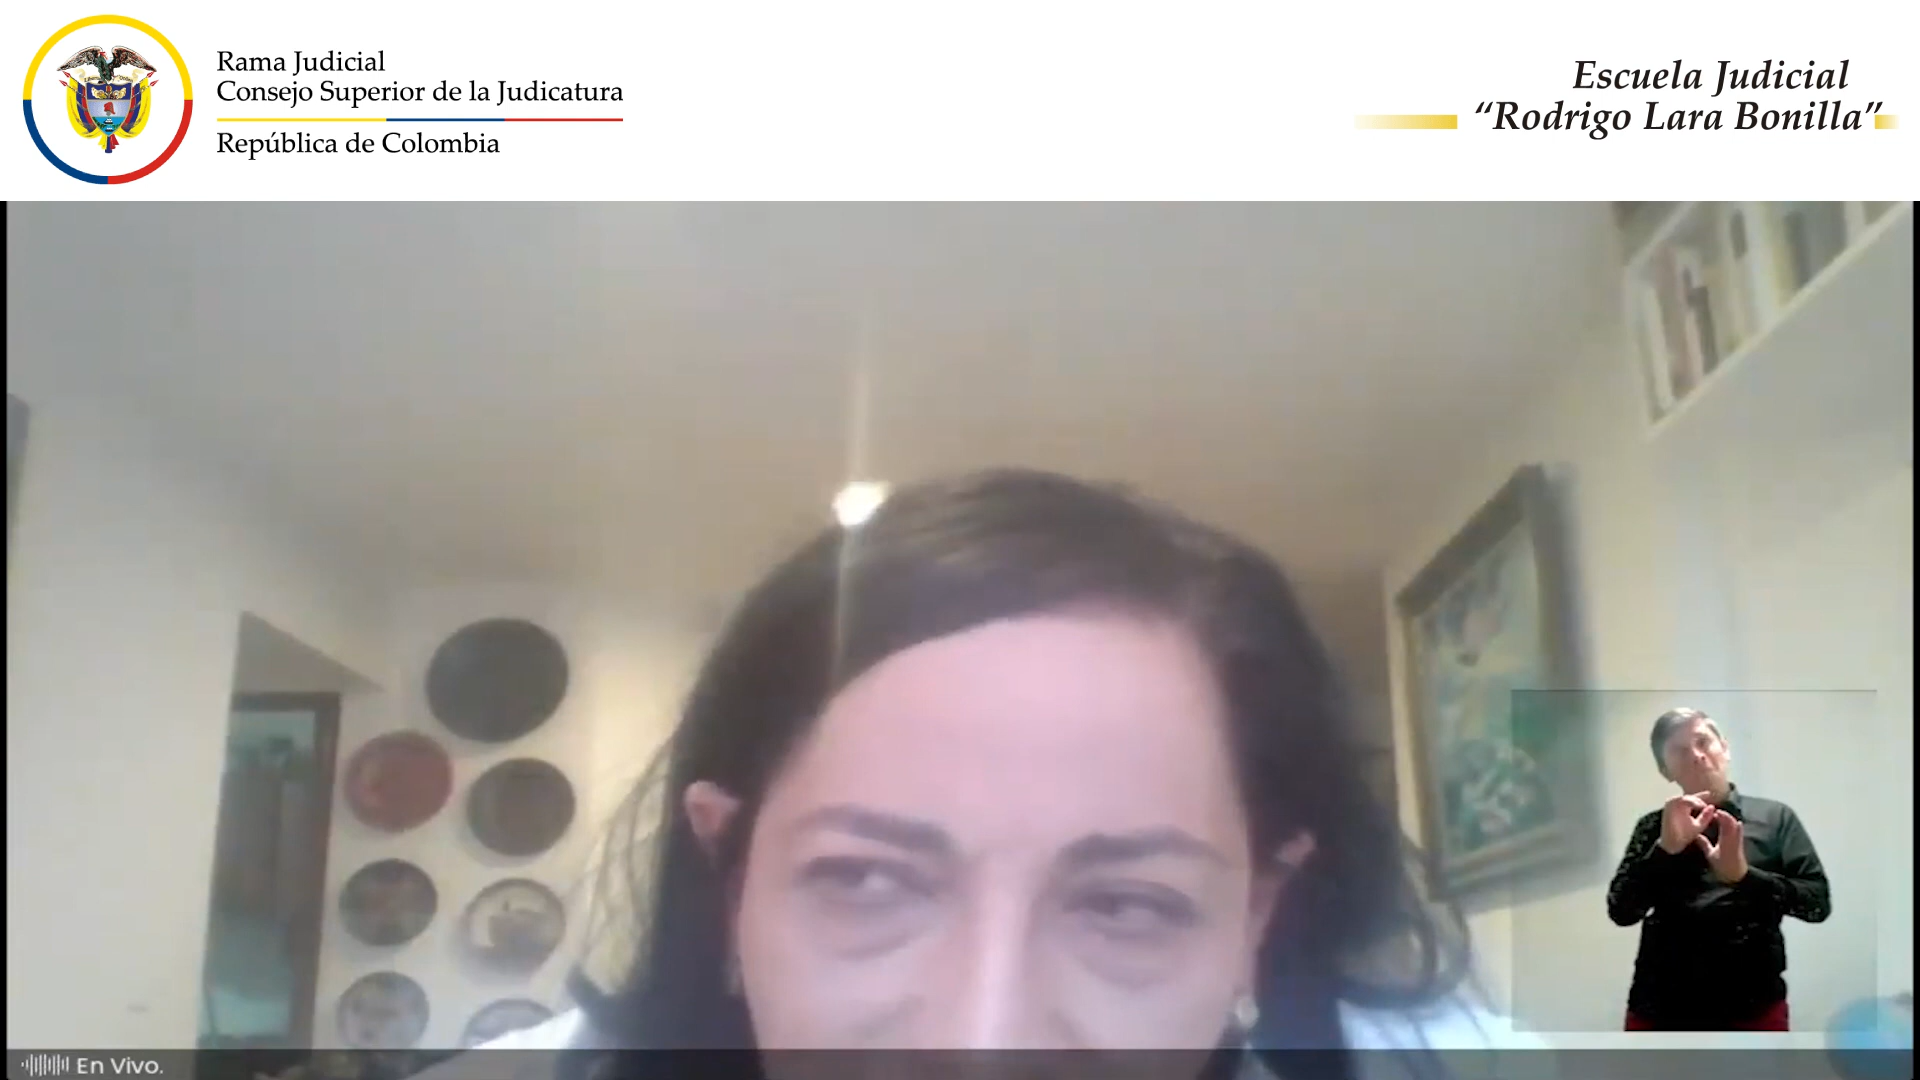 Rama Judicial
Consejo Superior de la Judicatura
República de Colombia
Escuela Judicial
“Rodrigo Lara Bonilla”
En Vivo.